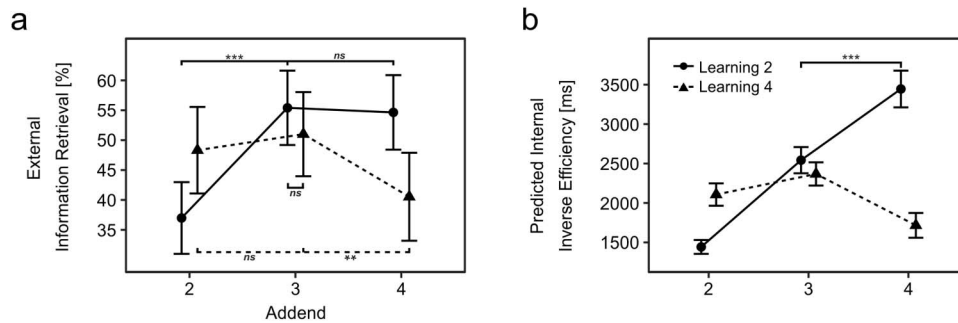 a
External
Information Retrieval [%]
60
55
50
45
40
35
***
ns
ns
ns
**
2
3
4
Addend
b
Predicted Internal
Inverse Efficiency [ms]
3500
3000
2500
2000
1500
Learning 2
Learning 4
***
2
3
4